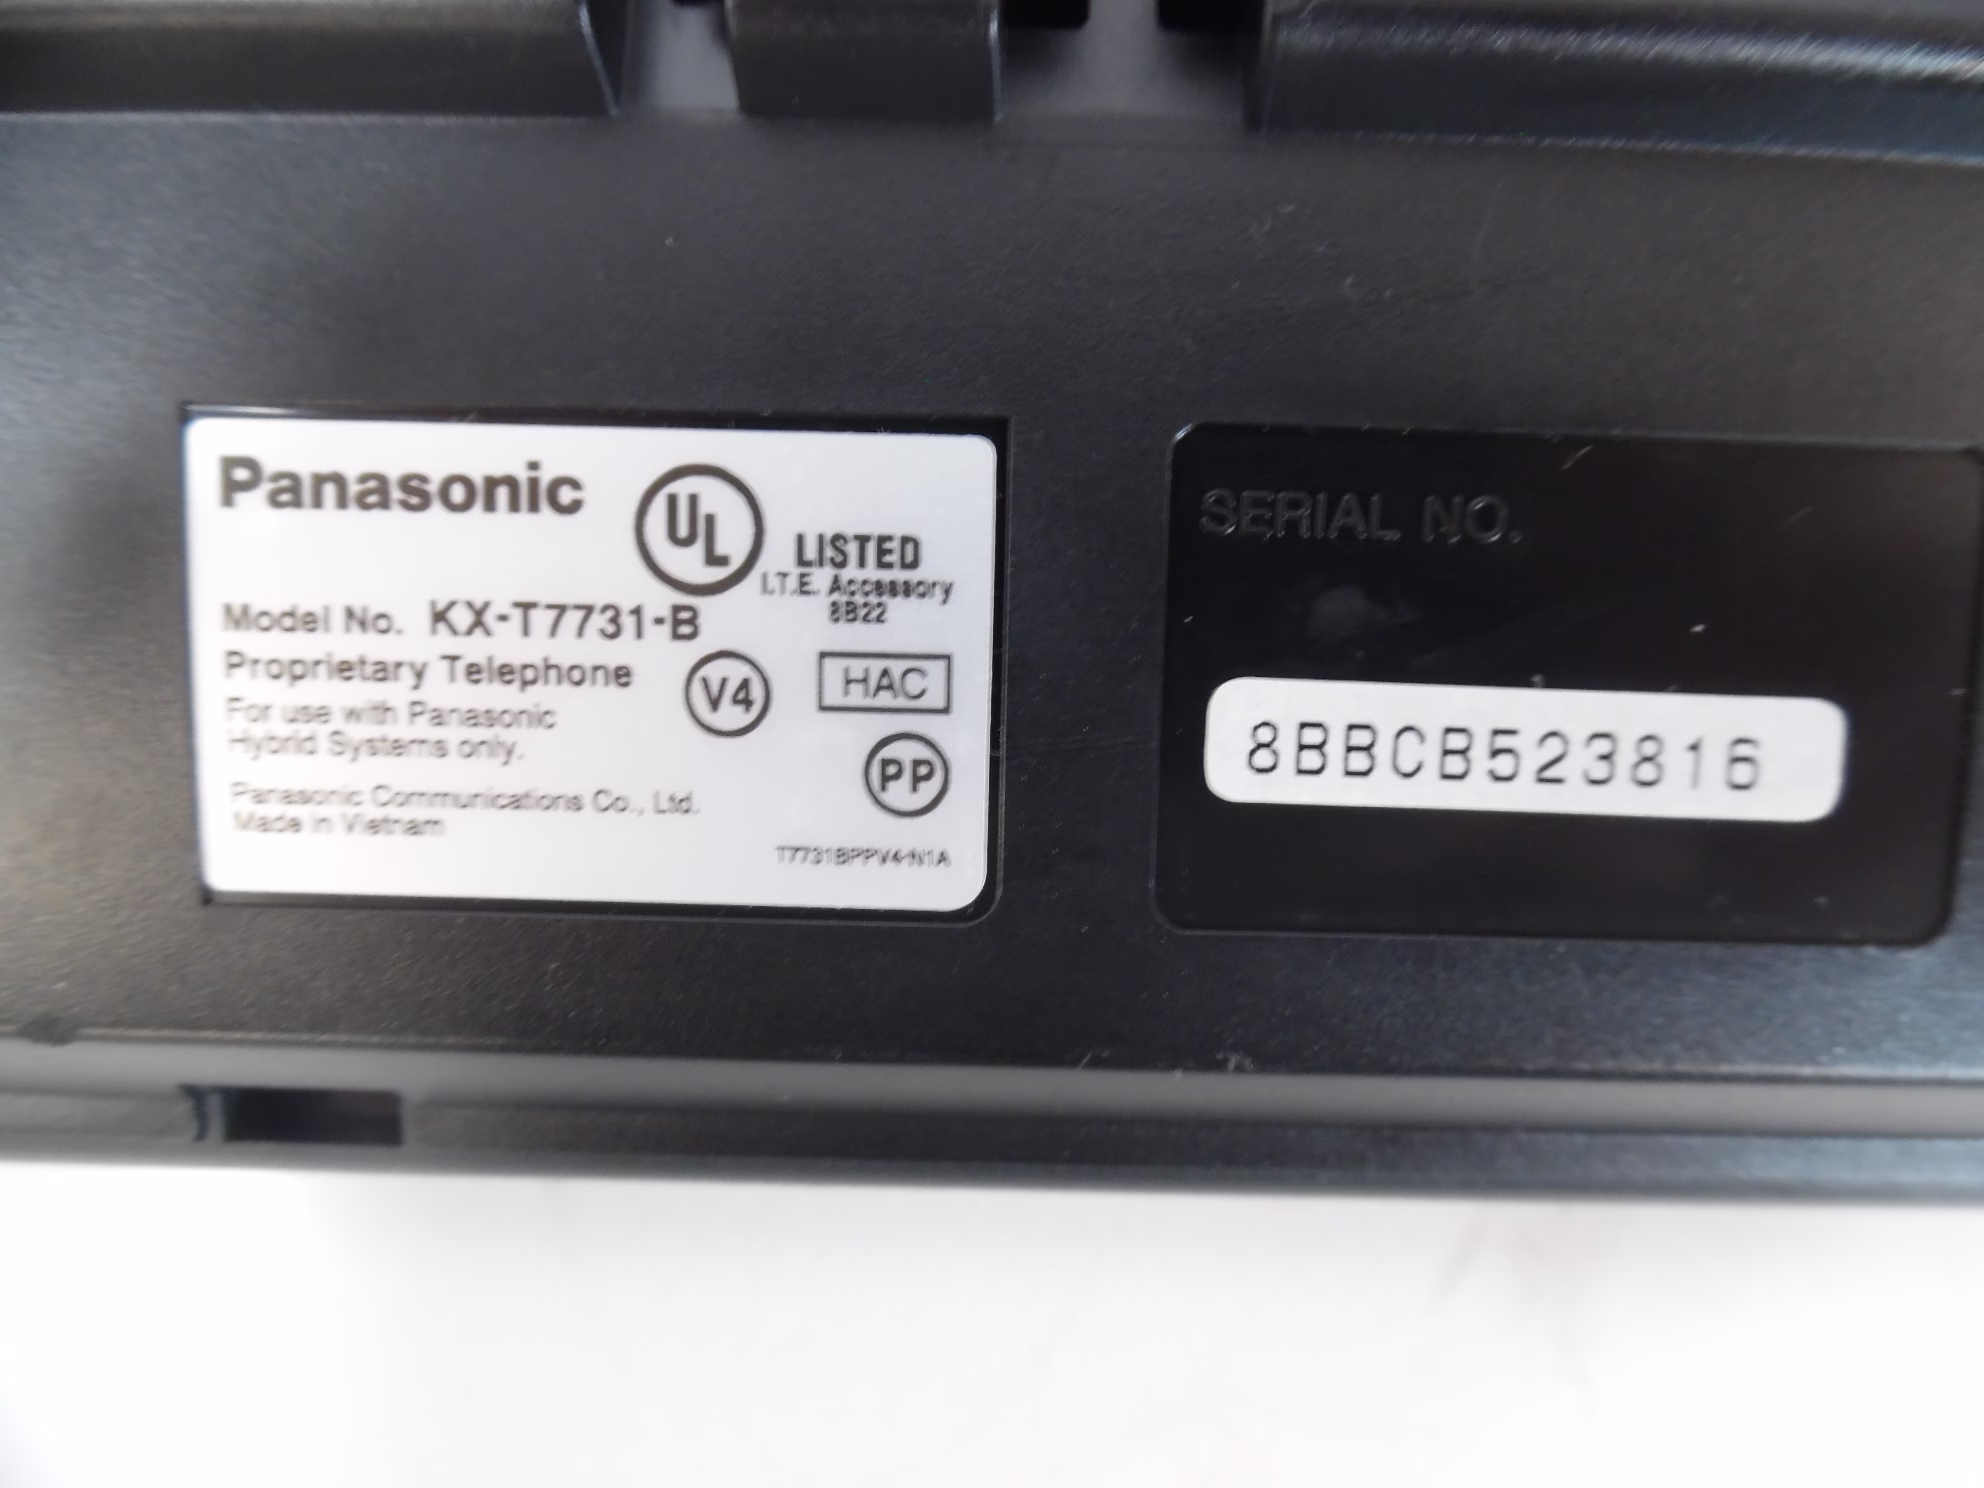 Panasonic
UL
LISTED
I.T.E. Accessory
8B22
Model No. KX-T7731-B
Proprietary Telephone
V4
HAC
For use with Panasonic
Hybrid Systems only.
PP
Panasonic Communications Co., Ltd.
Made in Vietnam
T7731BPPV4-N1A
SERIAL NO.
8BBCB523816